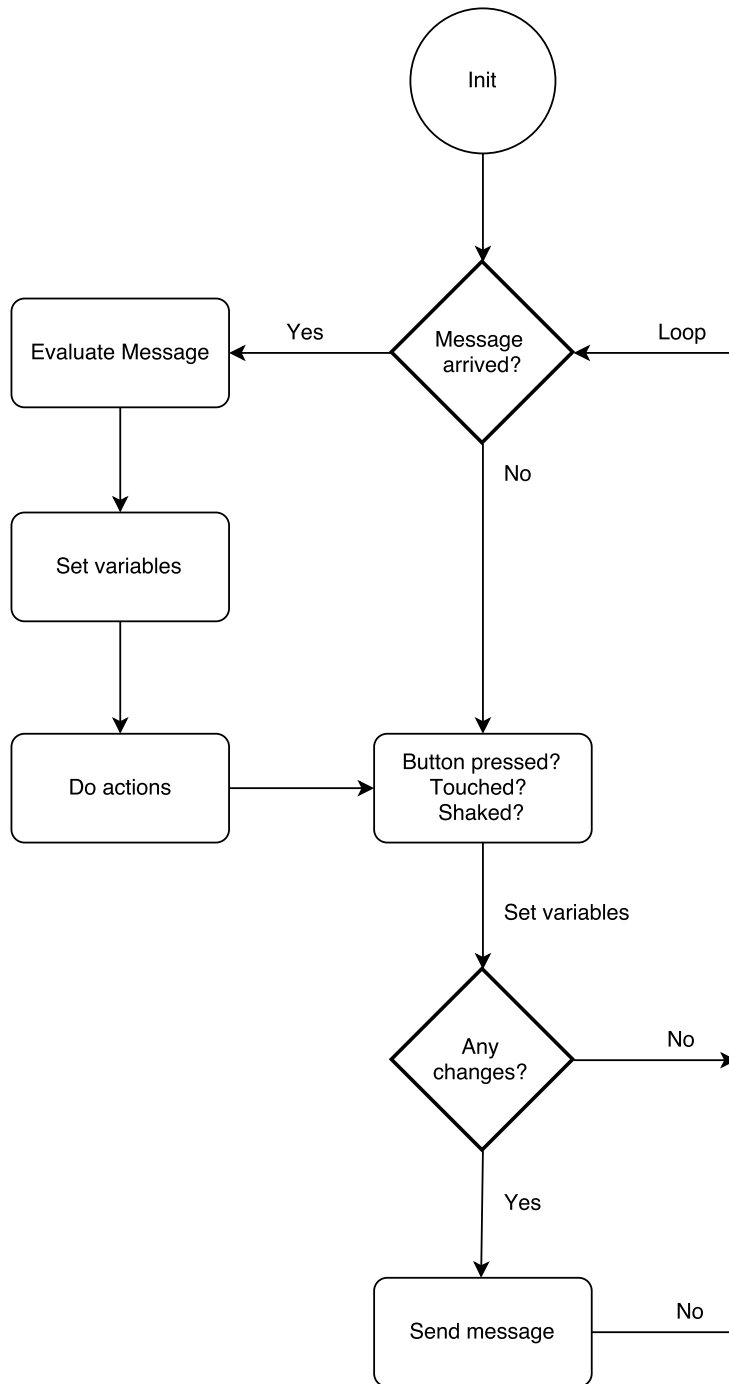 Init
Message
arrived?
Yes
Loop
Evaluate Message
No
Set variables
Do actions
Button pressed?
Touched?
Shaked?
Set variables
Any
changes?
No
Yes
Send message
No